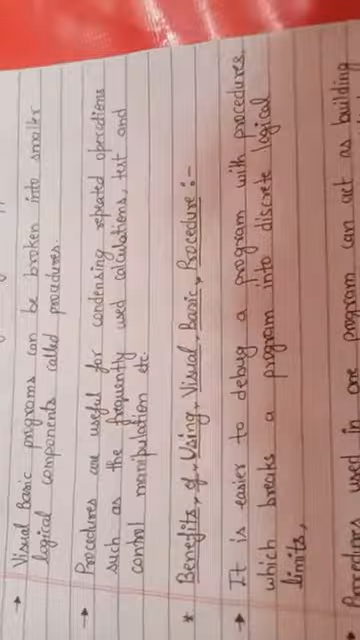 → Visual Basic programs can be broken into smaller
logical components called procedures.
→ Procedures are useful for condensing repeated operations
such as the frequently used calculations, text and
control manipulation etc.
* Benefits of Using Visual Basic Procedure :-
→ It is easier to debug a program with procedures,
which breaks a program into discrete logical
limits,
→ Procedure used in one program can act as building